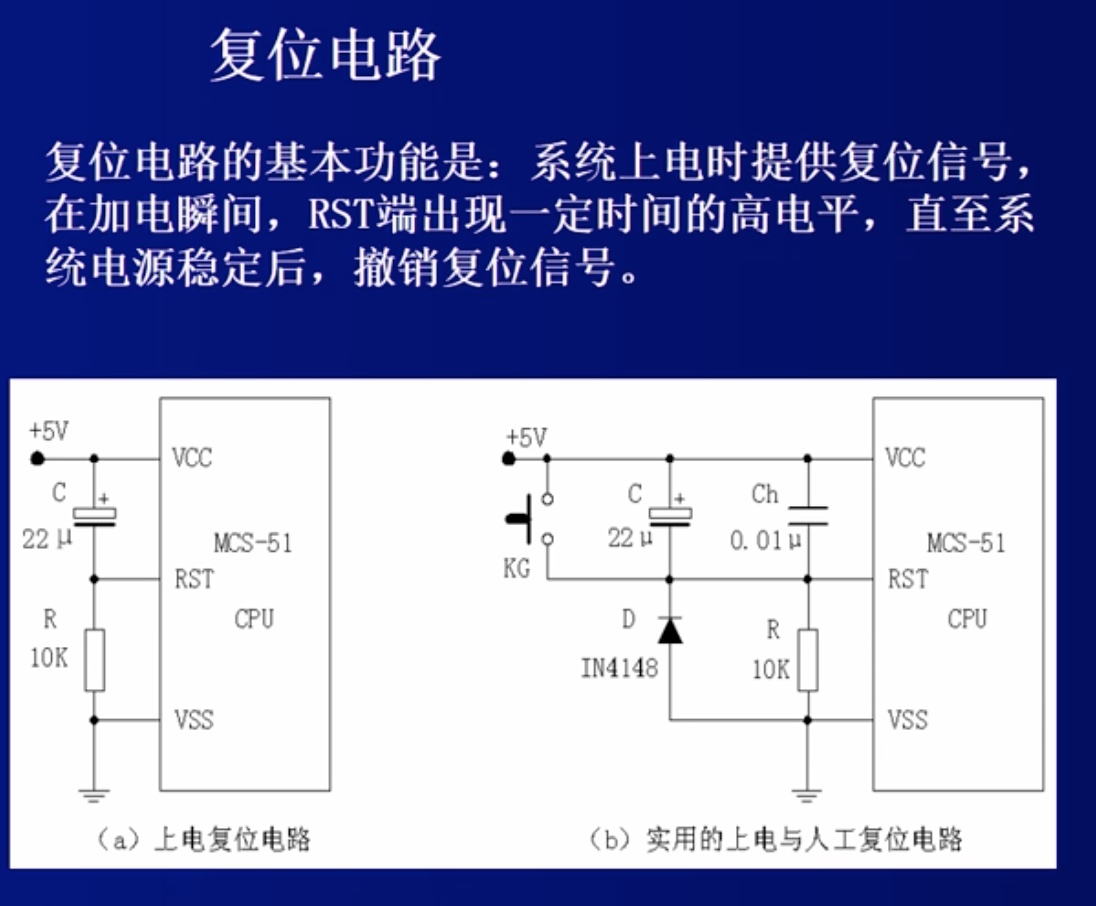 复位电路
复位电路的基本功能是：系统上电时提供复位信号，
在加电瞬间，RST端出现一定时间的高电平，直至系
统电源稳定后，撤销复位信号。
+5V
VCC
C
+
22μ
MCS-51
RST
R
CPU
10K
VSS
（a）上电复位电路
+5V
VCC
C
+
Ch
22μ
0.01μ
MCS-51
KG
RST
D
R
CPU
IN4148
10K
VSS
（b）实用的上电与人工复位电路